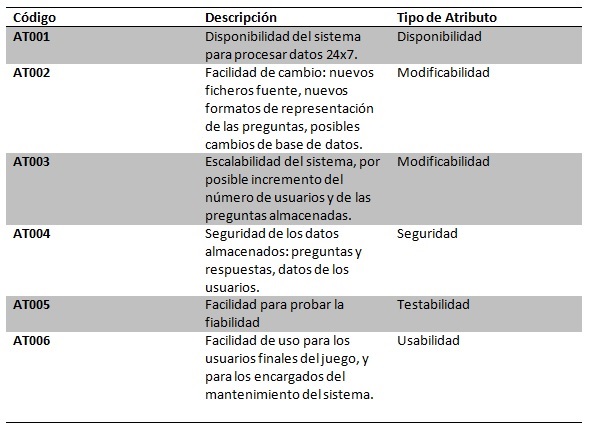 Código Descripción Tipo de Atributo
AT001 Disponibilidad del sistema Disponibilidad
para procesar datos 24x7.
AT002 Facilidad de cambio: nuevos Modificabilidad
ficheros fuente, nuevos
formatos de representación
de las preguntas, posibles
cambios de base de datos.
AT003 Escalabilidad del sistema, por Modificabilidad
posible incremento del
número de usuarios y de las
preguntas almacenadas.
AT004 Seguridad de los datos Seguridad
almacenados: preguntas y
respuestas, datos de los
usuarios.
AT005 Facilidad para probar la Testabilidad
fiabilidad
AT006 Facilidad de uso para los Usabilidad
usuarios finales del juego, y
para los encargados del
mantenimiento del sistema.